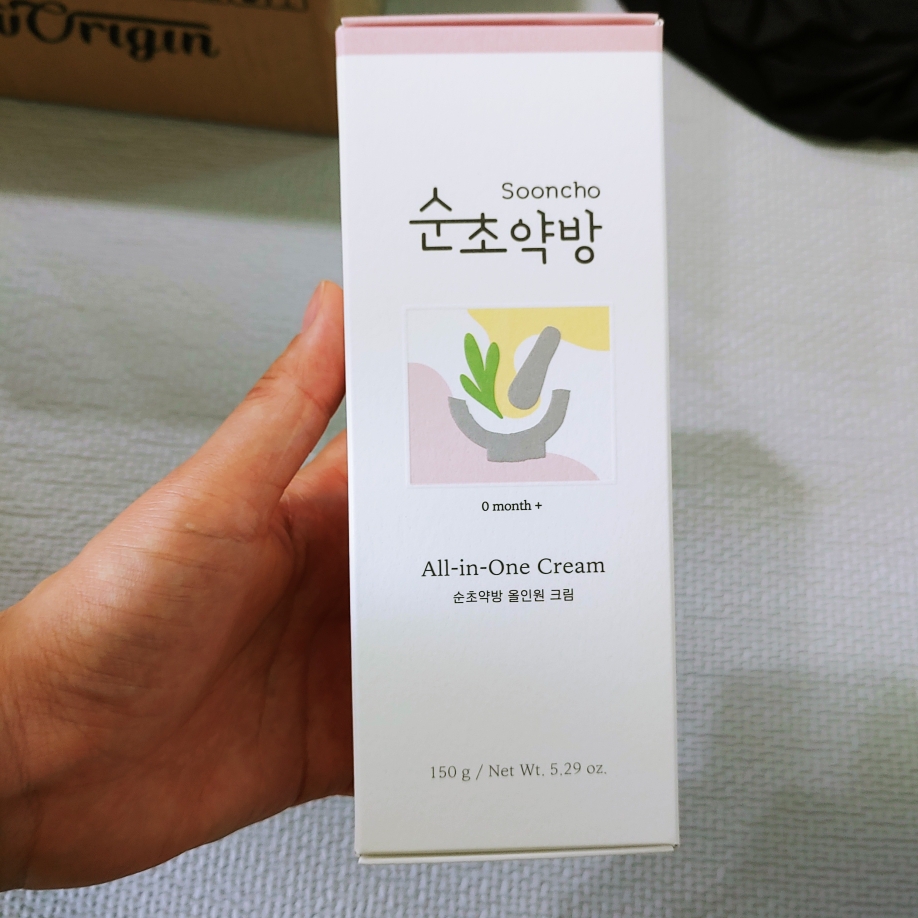 Origin
Sooncho
순초약방
0 month +
All-in-One Cream
순초약방 올인원 크림
150 g / Net Wt. 5.29 oz.